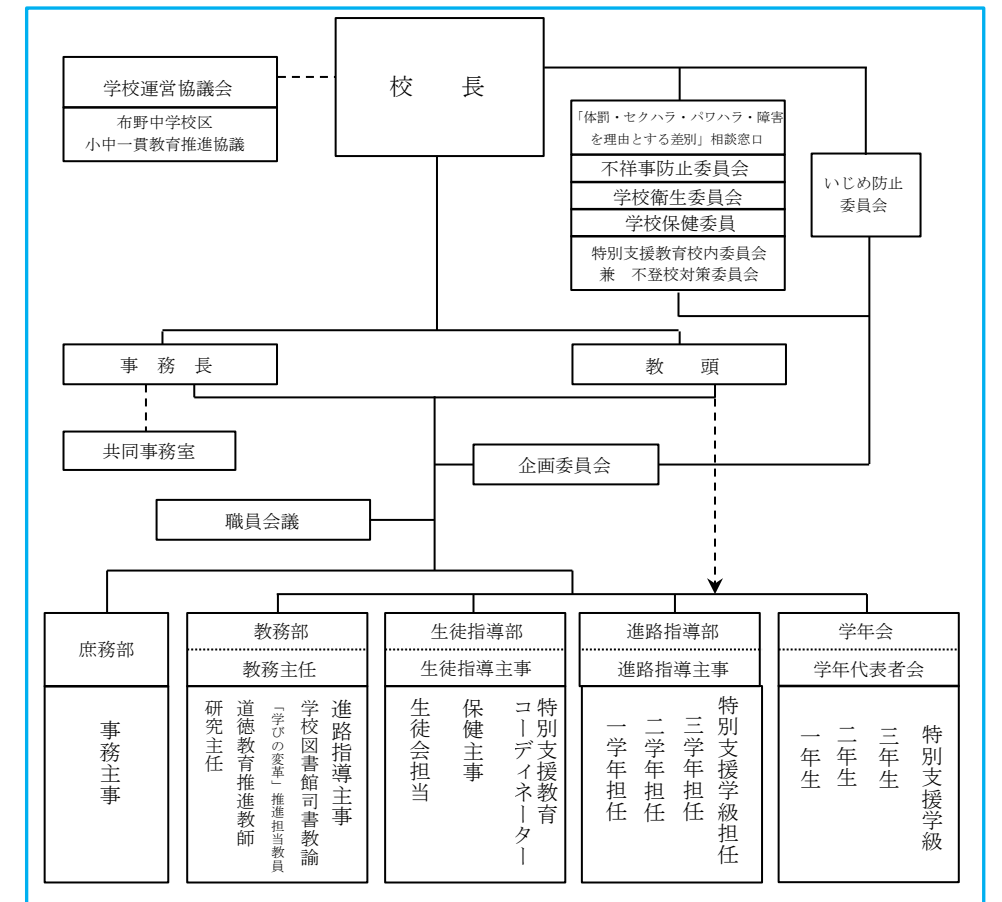 校　長
学校運営協議会
布野中学校区
小中一貫教育推進協議
「体罰・セクハラ・パワハラ・障害
を理由とする差別」相談窓口
不祥事防止委員会
学校衛生委員会
学校保健委員
特別支援教育校内委員会
兼　不登校対策委員会
いじめ防止
委員会
事　務　長
教　頭
共同事務室
企画委員会
職員会議
庶務部
事務主事
教務部
教務主任
進路指導主事
学校図書館司書教諭
「学びの変革」推進担当教員
道徳教育推進教師
研究主任
生徒指導部
生徒指導主事
特別支援教育
コーディネーター
保健主事
生徒会担当
進路指導部
進路指導主事
特別支援学級担任
三学年担任
二学年担任
一学年担任
学年会
学年代表者会
特別支援学級
三年生
二年生
一年生